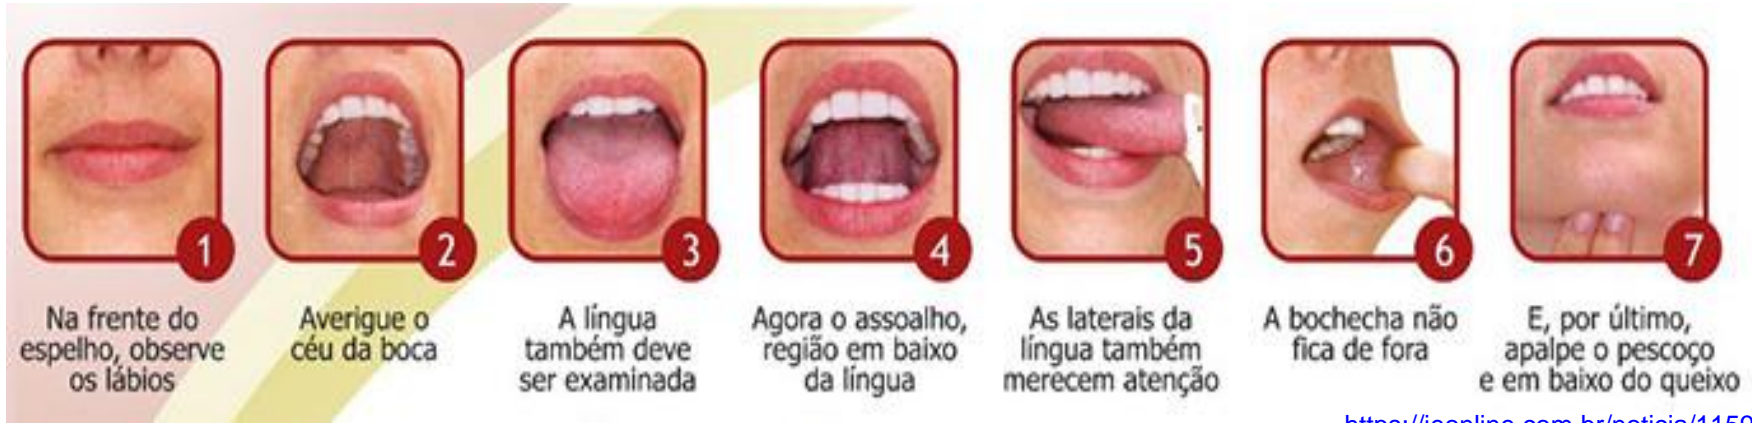 1
Na frente do
espelho, observe
os lábios
2
Averigue o
céu da boca
3
A língua
também deve
ser examinada
4
Agora o assoalho,
região em baixo
da língua
5
As laterais da
língua também
merecem atenção
6
A bochecha não
fica de fora
7
E, por último,
apalpe o pescoço
e em baixo do queixo